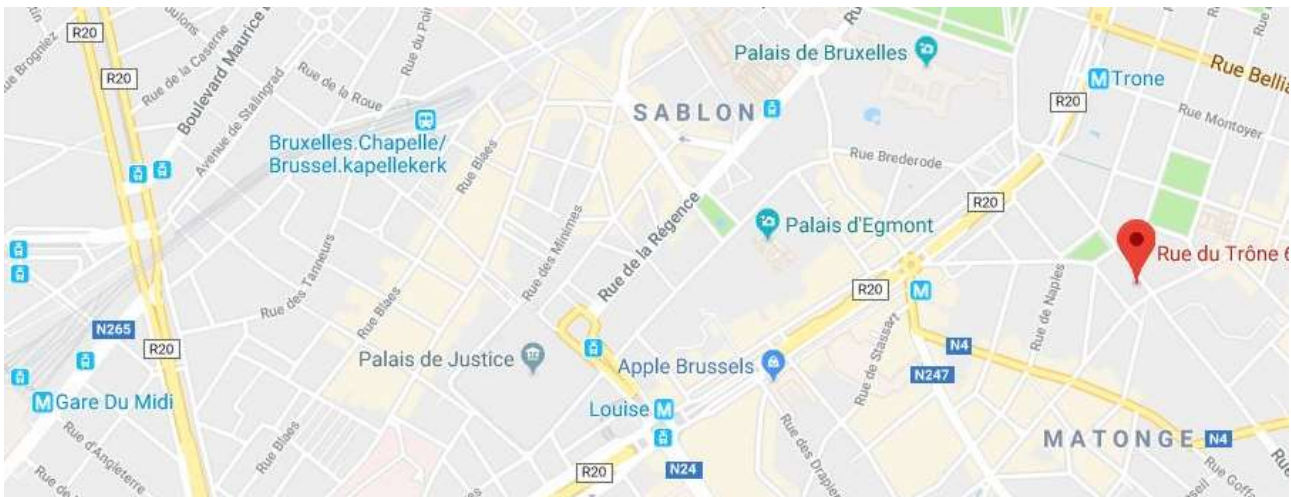 R20
R20
Rue Brogniez
Rue de la Caserne
Boulevard Maurice
Avenue de Stalingrad
Rue de la Roue
Bruxelles.Chapelle/
Brussel.kapellekerk
Rue Blaes
SABLON
Palais de Bruxelles
M Trone
Rue Bellia
R20
Rue Montoyer
Rue Brederode
R20
Palais d'Egmont
Rue du Trône 6
Rue des Minimes
Rue de la Régence
Rue des Tanneurs
Rue Blaes
R20
M
Rue de Naples
N265
R20
Palais de Justice
Apple Brussels
Rue de Stassart
N4
N247
M Gare Du Midi
Louise M
MATONGE
N4
Rue d'Angleterre
Rue Blaes
R20
N24
Rue des Drapie
Rue Goff